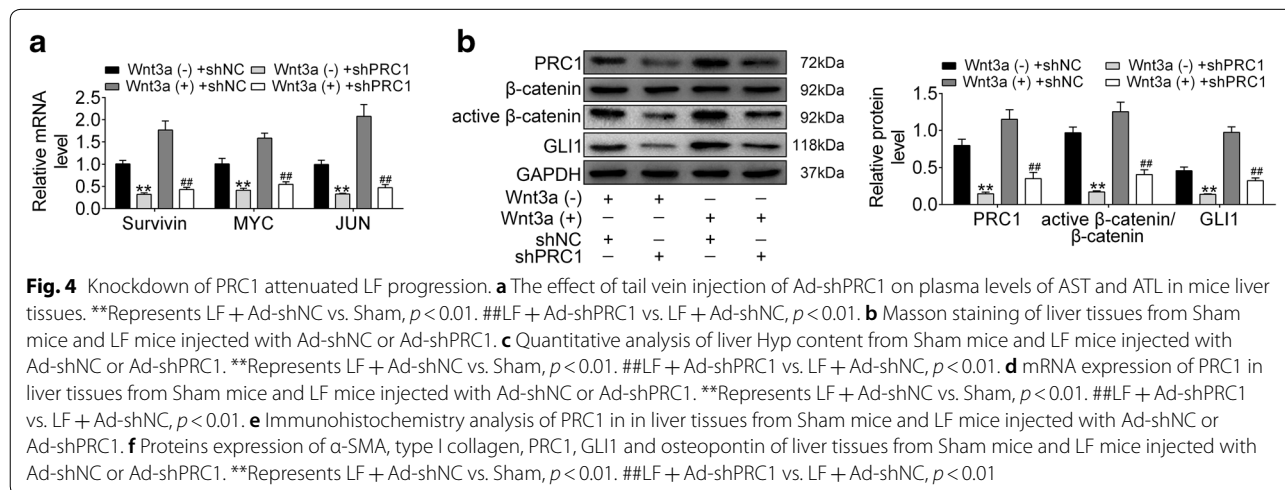 a
Wnt3a (-) +shNC Wnt3a (-) +shPRC1
Wnt3a (+) +shNC Wnt3a (+) +shPRC1
Relative mRNA
level
2.5
2.0
1.5
1.0
0.5
0.0
** ## ** ## ** ##
Survivin MYC JUN
b
PRC1 72kDa
β-catenin 92kDa
active β-catenin 92kDa
GLI1 118kDa
GAPDH 37kDa
Wnt3a (-) + + – –
Wnt3a (+) – – + +
shNC + – + –
shPRC1 – + – +
Wnt3a (-) +shNC Wnt3a (-) +shPRC1
Wnt3a (+) +shNC Wnt3a (+) +shPRC1
Relative protein
level
1.5
1.0
0.5
0.0
** ## ** ## ** ##
PRC1 active β-catenin/ GLI1
β-catenin
Fig. 4 Knockdown of PRC1 attenuated LF progression. a The effect of tail vein injection of Ad-shPRC1 on plasma levels of AST and ATL in mice liver
tissues. **Represents LF + Ad-shNC vs. Sham, p < 0.01. ##LF + Ad-shPRC1 vs. LF + Ad-shNC, p < 0.01. b Masson staining of liver tissues from Sham
mice and LF mice injected with Ad-shNC or Ad-shPRC1. c Quantitative analysis of liver Hyp content from Sham mice and LF mice injected with
Ad-shNC or Ad-shPRC1. **Represents LF + Ad-shNC vs. Sham, p < 0.01. ##LF + Ad-shPRC1 vs. LF + Ad-shNC, p < 0.01. d mRNA expression of PRC1 in
liver tissues from Sham mice and LF mice injected with Ad-shNC or Ad-shPRC1. **Represents LF + Ad-shNC vs. Sham, p < 0.01. ##LF + Ad-shPRC1
vs. LF + Ad-shNC, p < 0.01. e Immunohistochemistry analysis of PRC1 in in liver tissues from Sham mice and LF mice injected with Ad-shNC or
Ad-shPRC1. f Proteins expression of α-SMA, type I collagen, PRC1, GLI1 and osteopontin of liver tissues from Sham mice and LF mice injected with
Ad-shNC or Ad-shPRC1. **Represents LF + Ad-shNC vs. Sham, p < 0.01. ##LF + Ad-shPRC1 vs. LF + Ad-shNC, p < 0.01